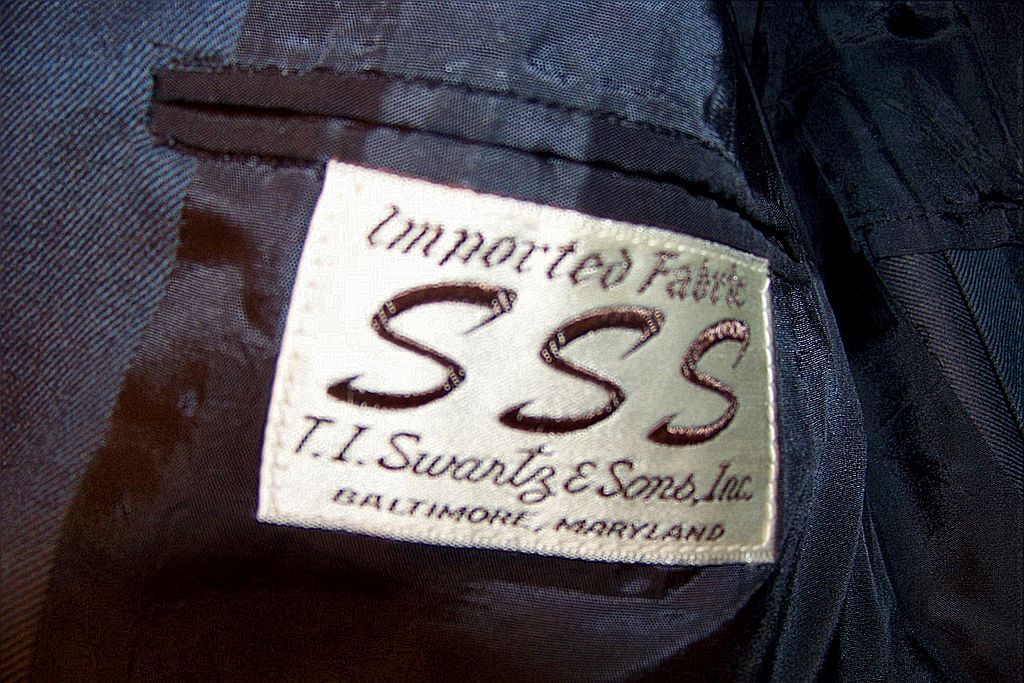 Imported Fabric
SSS
T.I. Swartz & Sons, Inc.
BALTIMORE, MARYLAND